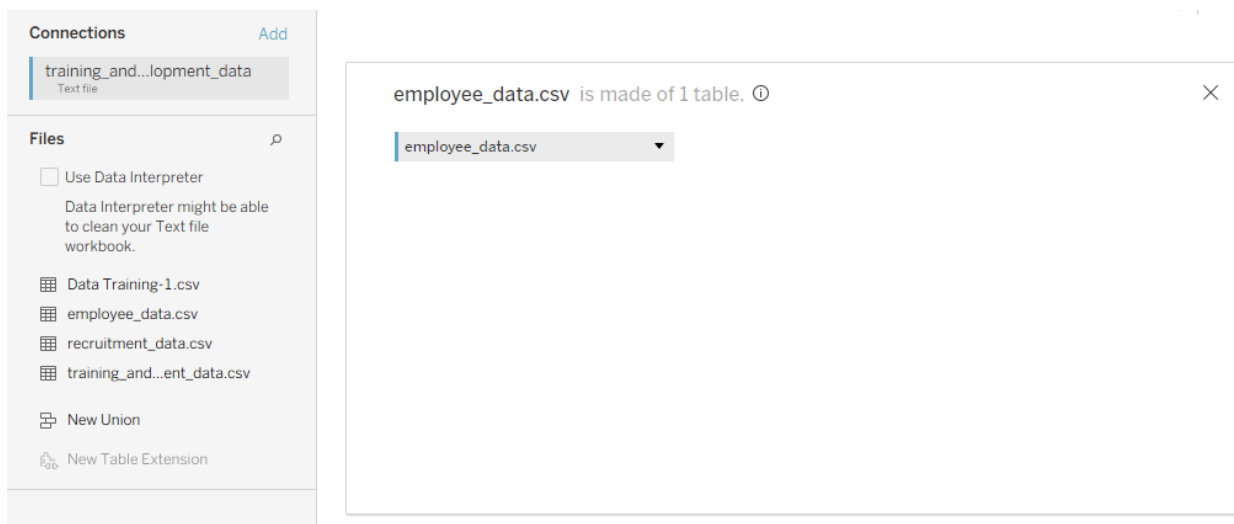 Connections Add
training_and...lopment_data
Text file
Files
Use Data Interpreter
Data Interpreter might be able
to clean your Text file
workbook.
Data Training-1.csv
employee_data.csv
recruitment_data.csv
training_and...ent_data.csv
New Union
New Table Extension
employee_data.csv is made of 1 table.
employee_data.csv